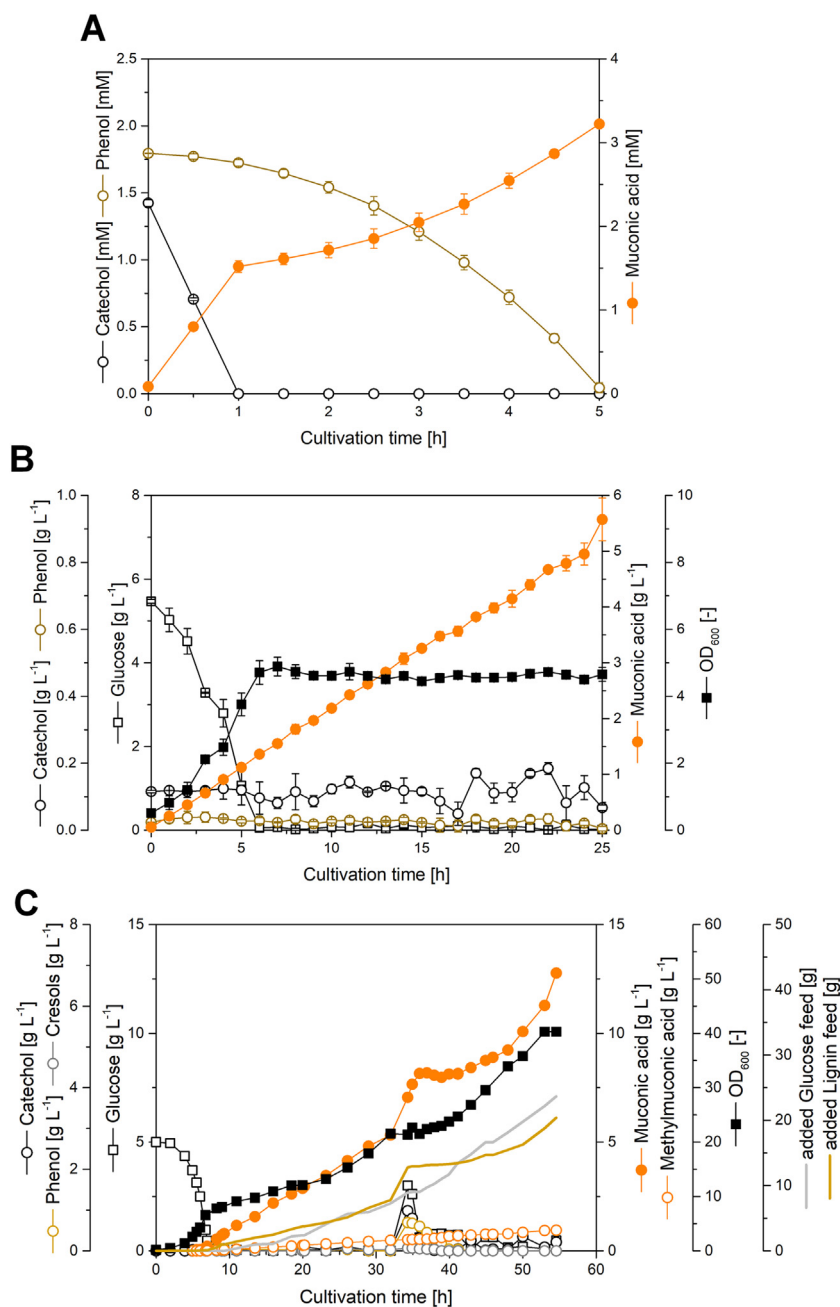 A
Catechol [mM]
Phenol [mM]
2.5
2.0
1.5
1.0
0.5
0.0
4
3
2
1
0
Muconic acid [mM]
0 1 2 3 4 5
Cultivation time [h]
B
Catechol [g L-1]
Phenol [g L-1]
1.0
0.8
0.6
0.4
0.2
0.0
Glucose [g L-1]
8
6
4
2
0
6
5
4
3
2
1
0
Muconic acid [g L-1]
10
8
6
4
2
0
OD600 [-]
0 5 10 15 20 25
Cultivation time [h]
C
Phenol [g L-1]
Catechol [g L-1]
Cresols [g L-1]
8
6
4
2
0
Glucose [g L-1]
15
10
5
0
15
10
5
0
Muconic acid [g L-1]
Methylmuconic acid [g L-1]
60
50
40
30
20
10
0
OD600 [-]
50
40
30
20
10
0
added Glucose feed [g]
added Lignin feed [g]
0 10 20 30 40 50 60
Cultivation time [h]